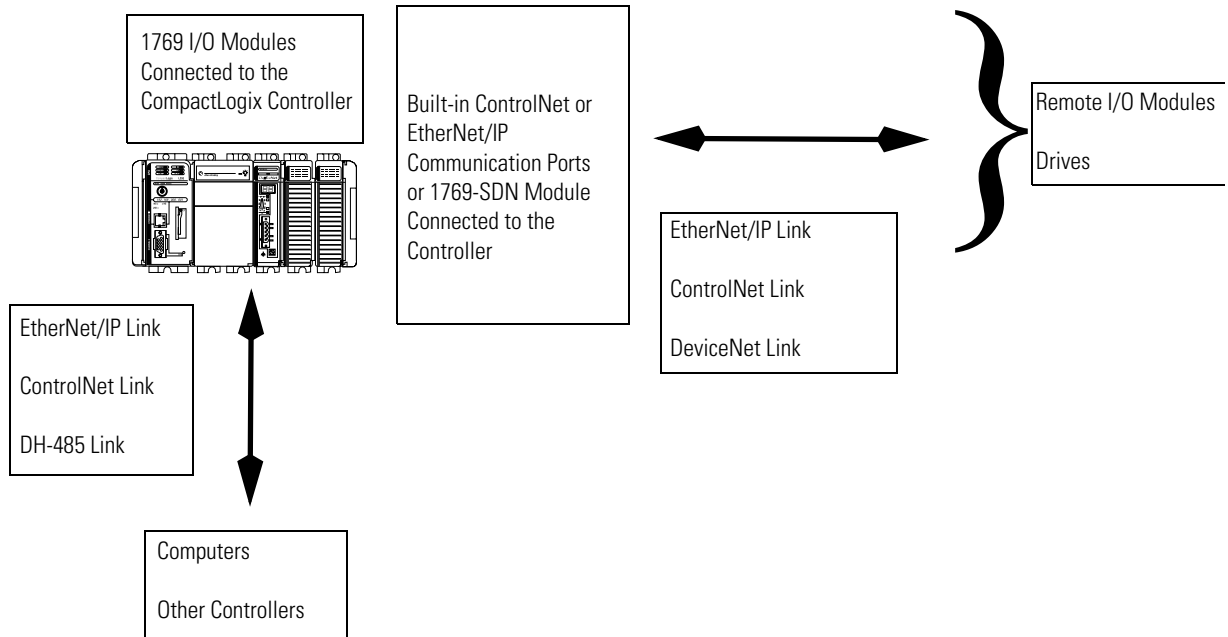 1769 I/O Modules
Connected to the
CompactLogix Controller
Built-in ControlNet or
EtherNet/IP
Communication Ports
or 1769-SDN Module
Connected to the
Controller
Remote I/O Modules
Drives
EtherNet/IP Link
ControlNet Link
DeviceNet Link
EtherNet/IP Link
ControlNet Link
DH-485 Link
Computers
Other Controllers